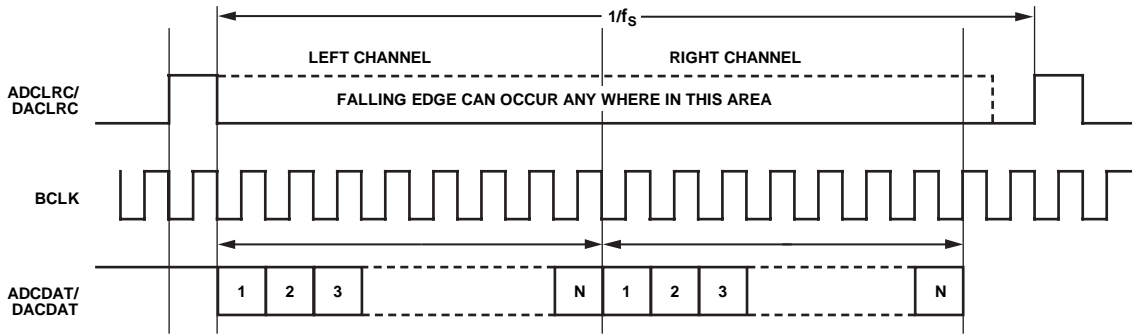 1/fS
LEFT CHANNEL RIGHT CHANNEL
ADCLRC/
DACLRC
FALLING EDGE CAN OCCUR ANY WHERE IN THIS AREA
BCLK
ADCDAT/
DACDAT
1 2 3 N 1 2 3 N